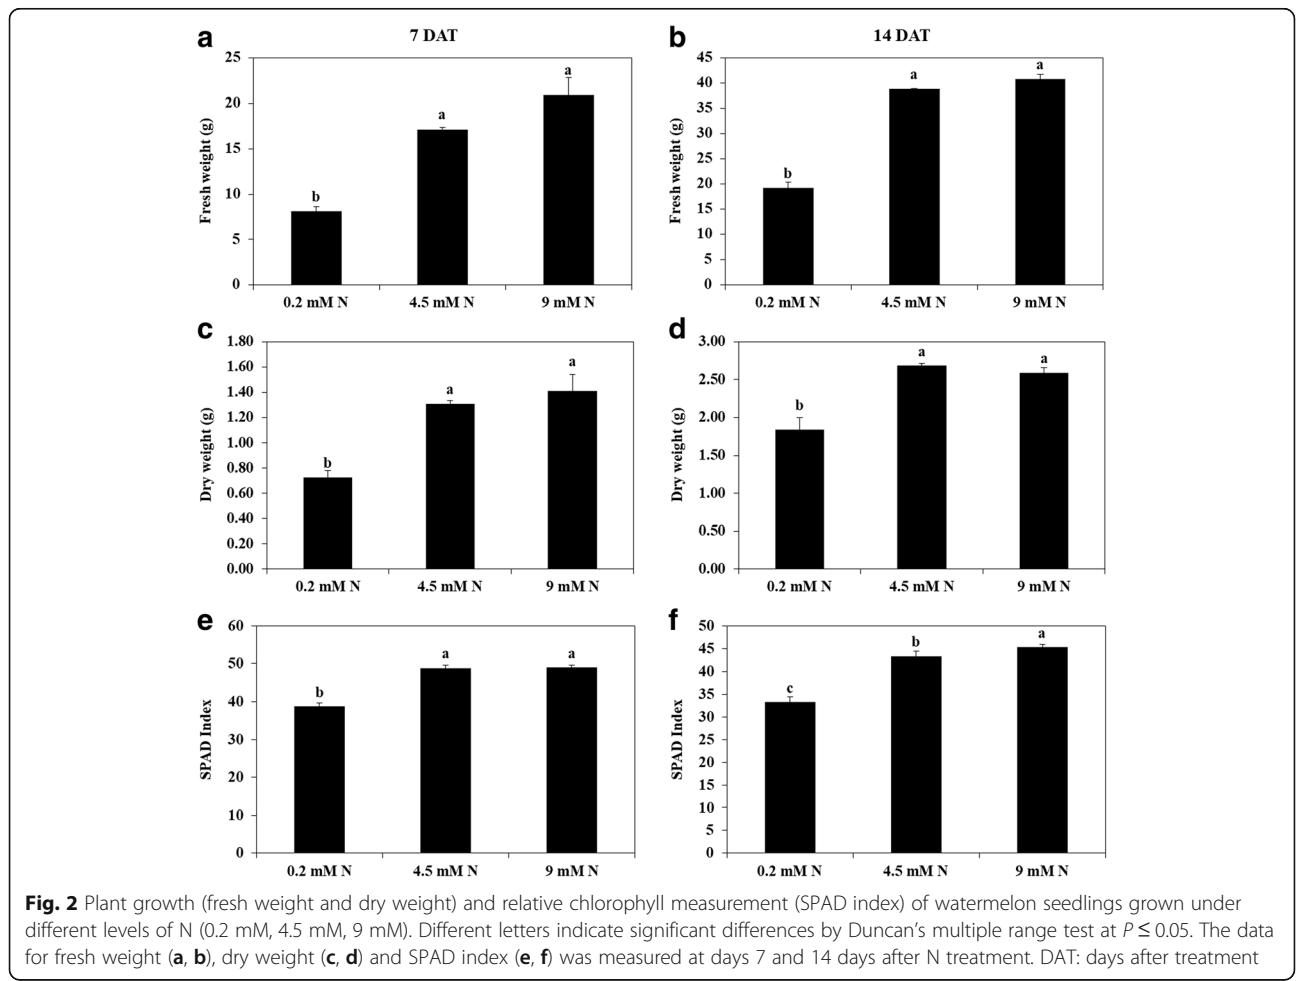 a 7 DAT b 14 DAT
25
20
15
10
5
0
Fresh weight (g)
b a a
0.2 mM N 4.5 mM N 9 mM N
45
40
35
30
25
20
15
10
5
0
Fresh weight (g)
b a a
0.2 mM N 4.5 mM N 9 mM N
c
1.80
1.60
1.40
1.20
1.00
0.80
0.60
0.40
0.20
0.00
Dry weight (g)
b a a
0.2 mM N 4.5 mM N 9 mM N
d
3.00
2.50
2.00
1.50
1.00
0.50
0.00
Dry weight (g)
b a a
0.2 mM N 4.5 mM N 9 mM N
e
60
50
40
30
20
10
0
SPAD Index
b a a
0.2 mM N 4.5 mM N 9 mM N
f
50
45
40
35
30
25
20
15
10
5
0
SPAD Index
c b a
0.2 mM N 4.5 mM N 9 mM N
Fig. 2 Plant growth (fresh weight and dry weight) and relative chlorophyll measurement (SPAD index) of watermelon seedlings grown under
different levels of N (0.2 mM, 4.5 mM, 9 mM). Different letters indicate significant differences by Duncan's multiple range test at P ≤ 0.05. The data
for fresh weight (a, b), dry weight (c, d) and SPAD index (e, f) was measured at days 7 and 14 days after N treatment. DAT: days after treatment